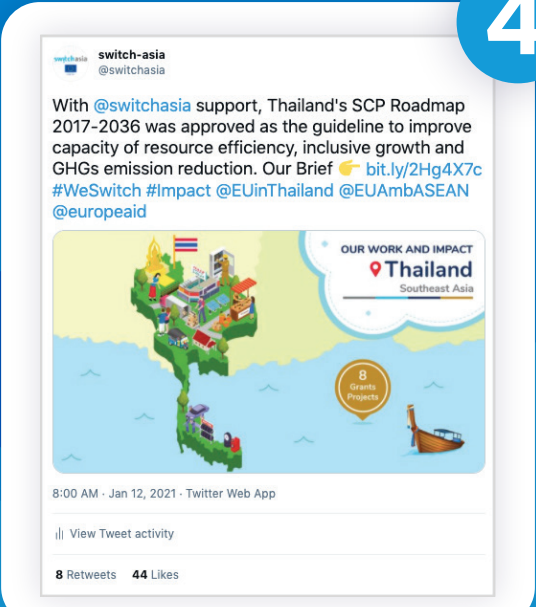 4
switchasia
switch-asia
@switchasia
With @switchasia support, Thailand's SCP Roadmap
2017-2036 was approved as the guideline to improve
capacity of resource efficiency, inclusive growth and
GHGs emission reduction. Our Brief 👉 bit.ly/2Hg4X7c
#WeSwitch #Impact @EUinThailand @EUAmbASEAN
@europeaid
OUR WORK AND IMPACT
Thailand
Southeast Asia
8
Grants
Projects
8:00 AM · Jan 12, 2021 · Twitter Web App
View Tweet activity
8 Retweets 44 Likes